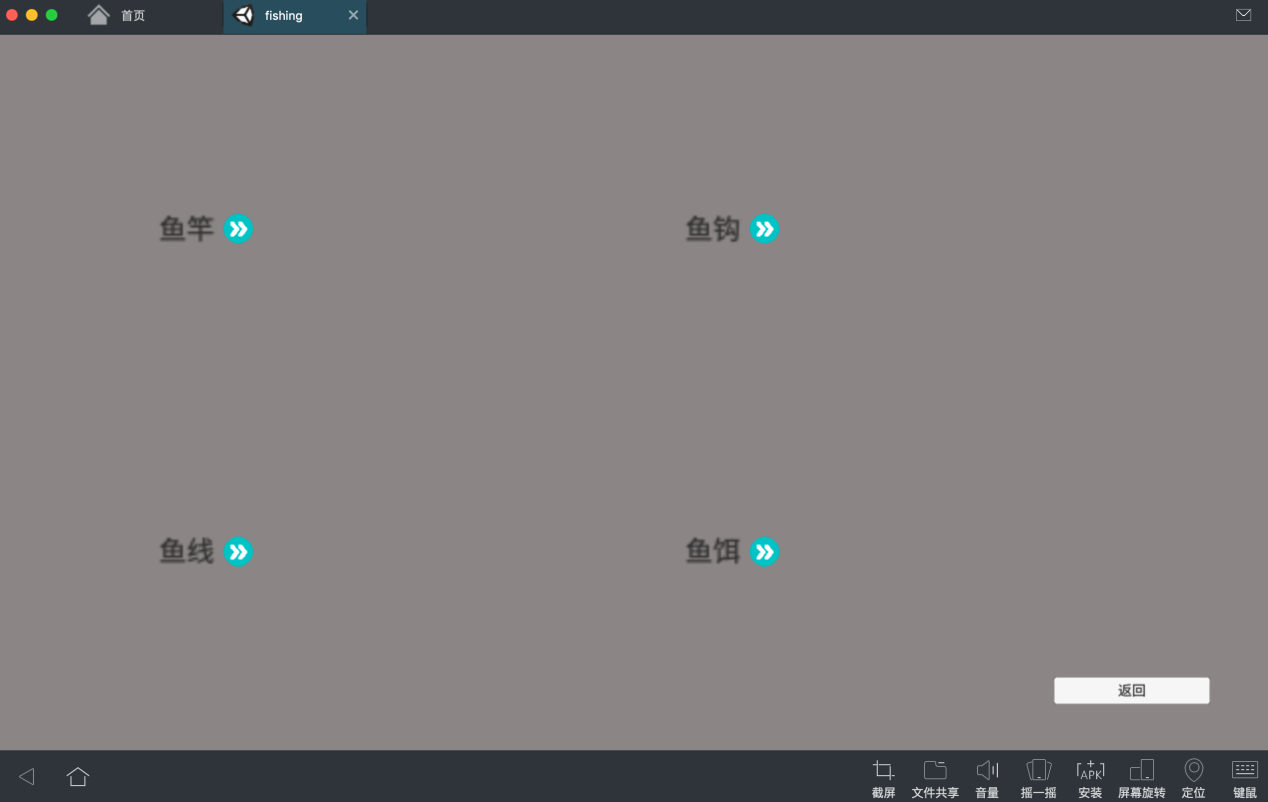 首页
fishing
鱼竿
鱼钩
鱼线
鱼饵
返回
截屏
文件共享
音量
摇一摇
APK
安装
屏幕旋转
定位
键鼠